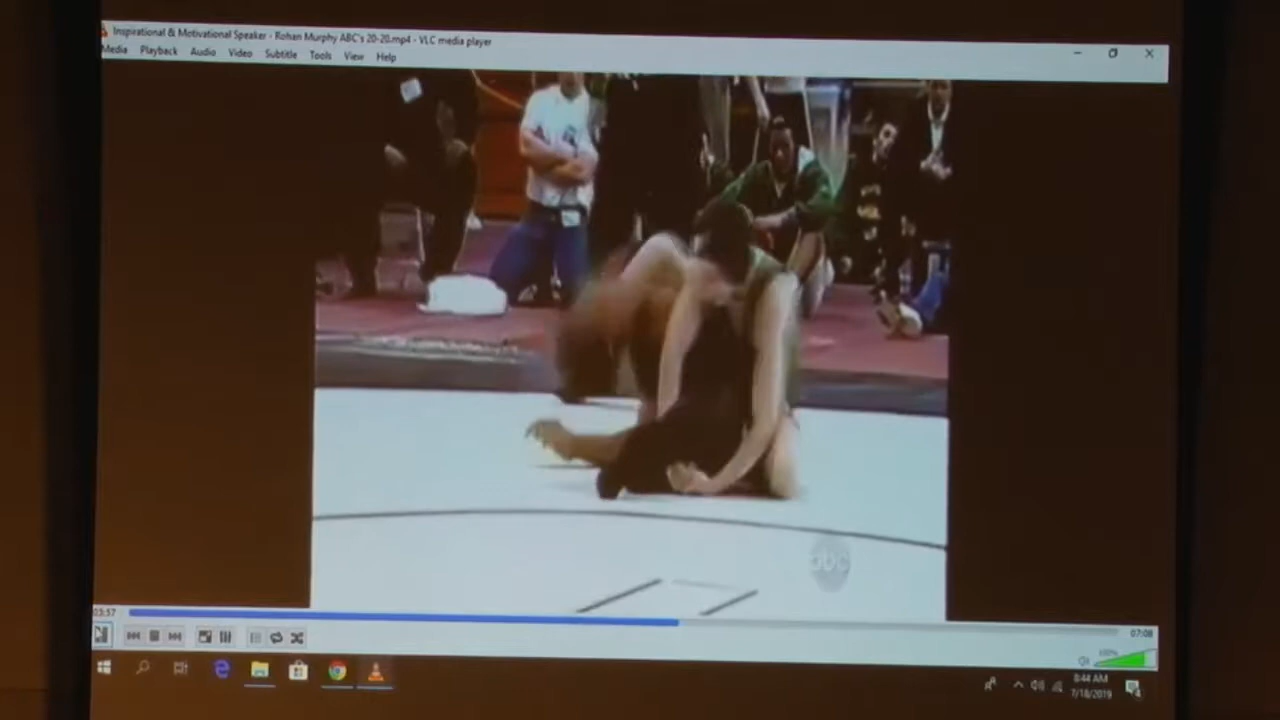 Inspirational & Motivational Speaker - Rohan Murphy ABC's 20-20.mp4 - VLC media player
Media Playback Audio Video Subtitle Tools View Help
abc
03:57
07:08
100%
8:44 AM
7/18/2019